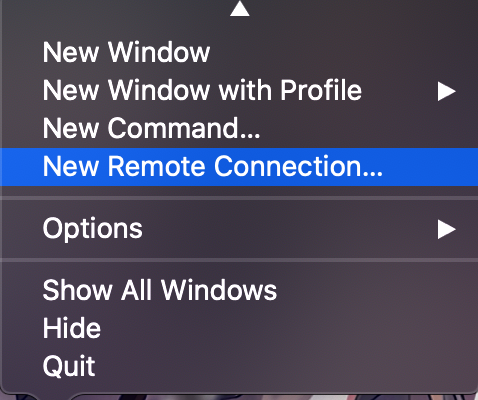 New Window
New Window with Profile
New Command...
New Remote Connection...
Options
Show All Windows
Hide
Quit